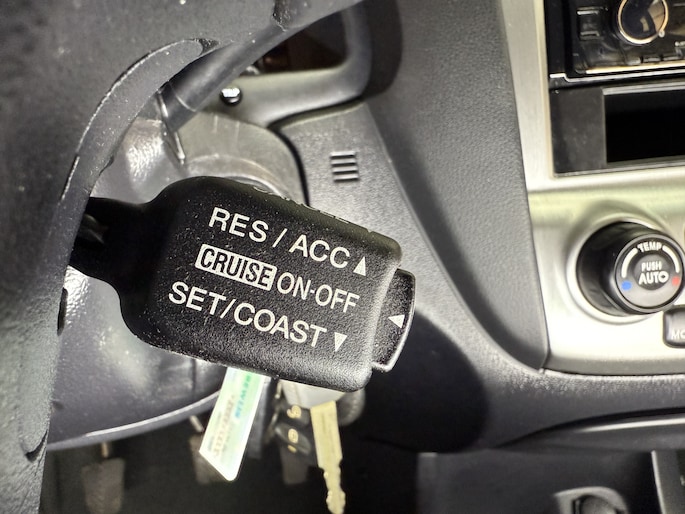 RES / ACC ▲
CRUISE ON·OFF ◀
SET/COAST ▼
TEMP
PUSH
AUTO